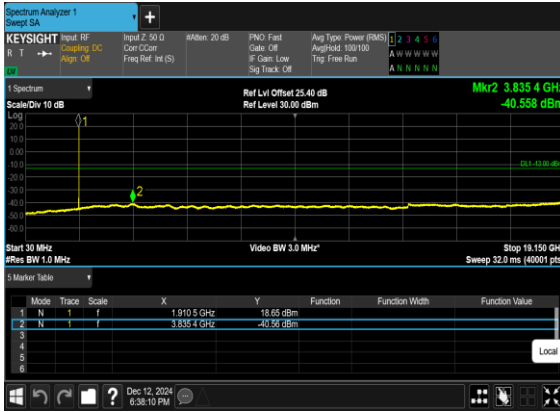 Spectrum Analyzer 1
Swept SA
+
KEYSIGHT Input: RF Input Z: 50 Ω #Atten: 20 dB PNO: Fast Avg Type: Power (RMS) 1 2 3 4 5 6
R T Coupling: DC Corr CCorr Gate: Off Avg|Hold: 100/100 A W W W W W
Align: Off Freq Ref: Int (S) IF Gain: Low Trig: Free Run
Sig Track: Off A N N N N N
1 Spectrum Ref Lvl Offset 25.40 dB Mkr2 3.835 4 GHz
Scale/Div 10 dB Ref Level 30.00 dBm -40.558 dBm
Log
20.0
10.0
0.00
-10.0
-20.0
-30.0
-40.0
-50.0
-60.0
1
2
DL1 -13.00 dBm
Start 30 MHz Video BW 3.0 MHz* Stop 19.150 GHz
#Res BW 1.0 MHz Sweep 32.0 ms (40001 pts)
5 Marker Table
Mode Trace Scale X Y Function Function Width Function Value
1 N 1 f 1.910 5 GHz 18.65 dBm
2 N 1 f 3.835 4 GHz -40.56 dBm
3
4
5
6
Local
? Dec 12, 2024
6:38:10 PM